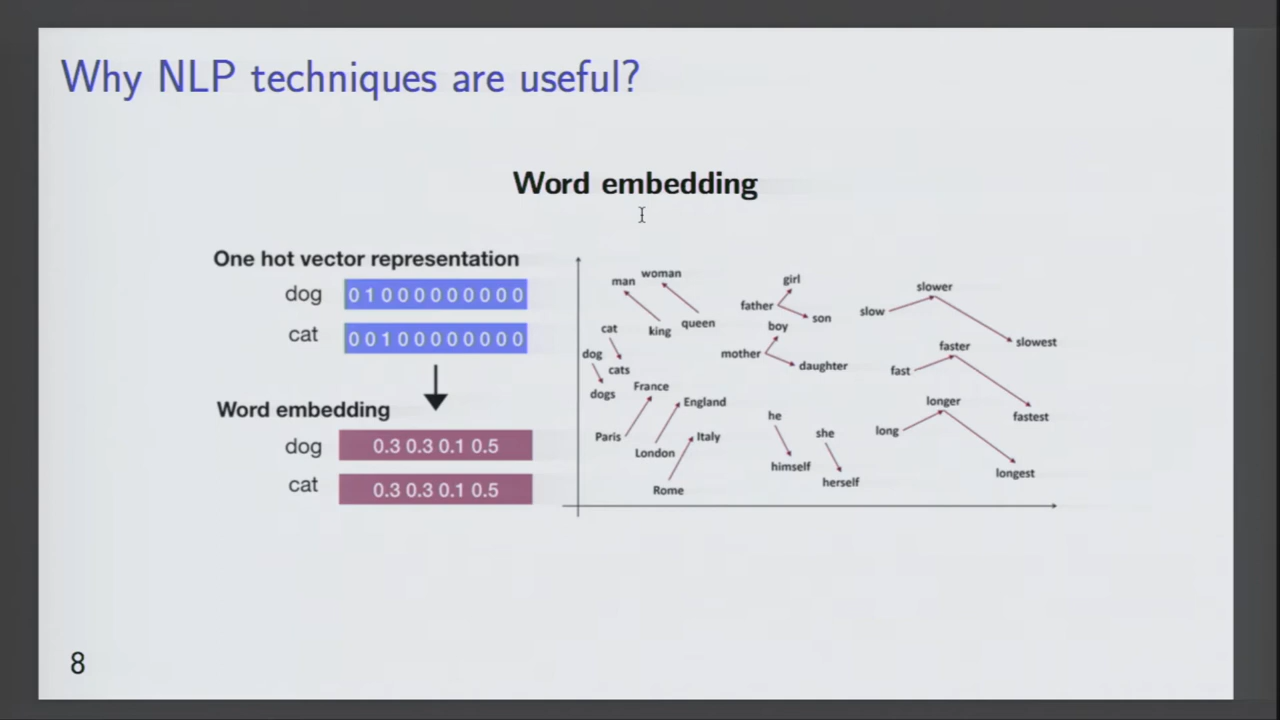 Why NLP techniques are useful?
Word embedding
One hot vector representation
dog 0 1 0 0 0 0 0 0 0 0 0
cat 0 0 1 0 0 0 0 0 0 0 0
Word embedding
dog 0.3 0.3 0.1 0.5
cat 0.3 0.3 0.1 0.5
man
woman
king
queen
cat
dog
cats
dogs
France
England
Paris
Italy
London
Rome
girl
father
son
boy
mother
daughter
he
she
himself
herself
slower
slow
slowest
faster
fast
fastest
longer
long
longest
8